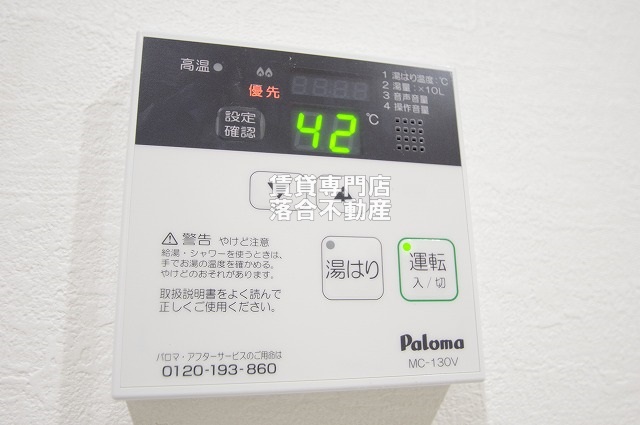 高温
優先
設定
確認
42
℃
1 湯はり温度:℃
2 湯量:×10L
3 音声音量
4 操作音量
賃貸専門店
落合不動産
警告 やけど注意
給湯・シャワーを使うときは、
手でお湯の温度を確かめる。
やけどのおそれがあります。
取扱説明書をよく読んで
正しくご使用ください。
湯はり
運転
入/切
パロマ・アフターサービスのご用命は
0120-193-860
Paloma
MC-130V